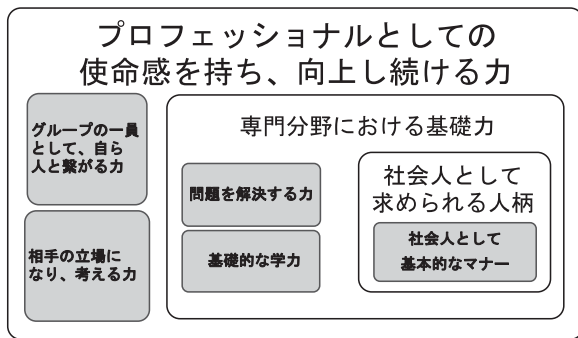 プロフェッショナルとしての
使命感を持ち、向上し続ける力
グループの一員
として、自ら
人と繋がる力
相手の立場に
なり、考える力
専門分野における基礎力
問題を解決する力
基礎的な学力
社会人として
求められる人柄
社会人として
基本的なマナー